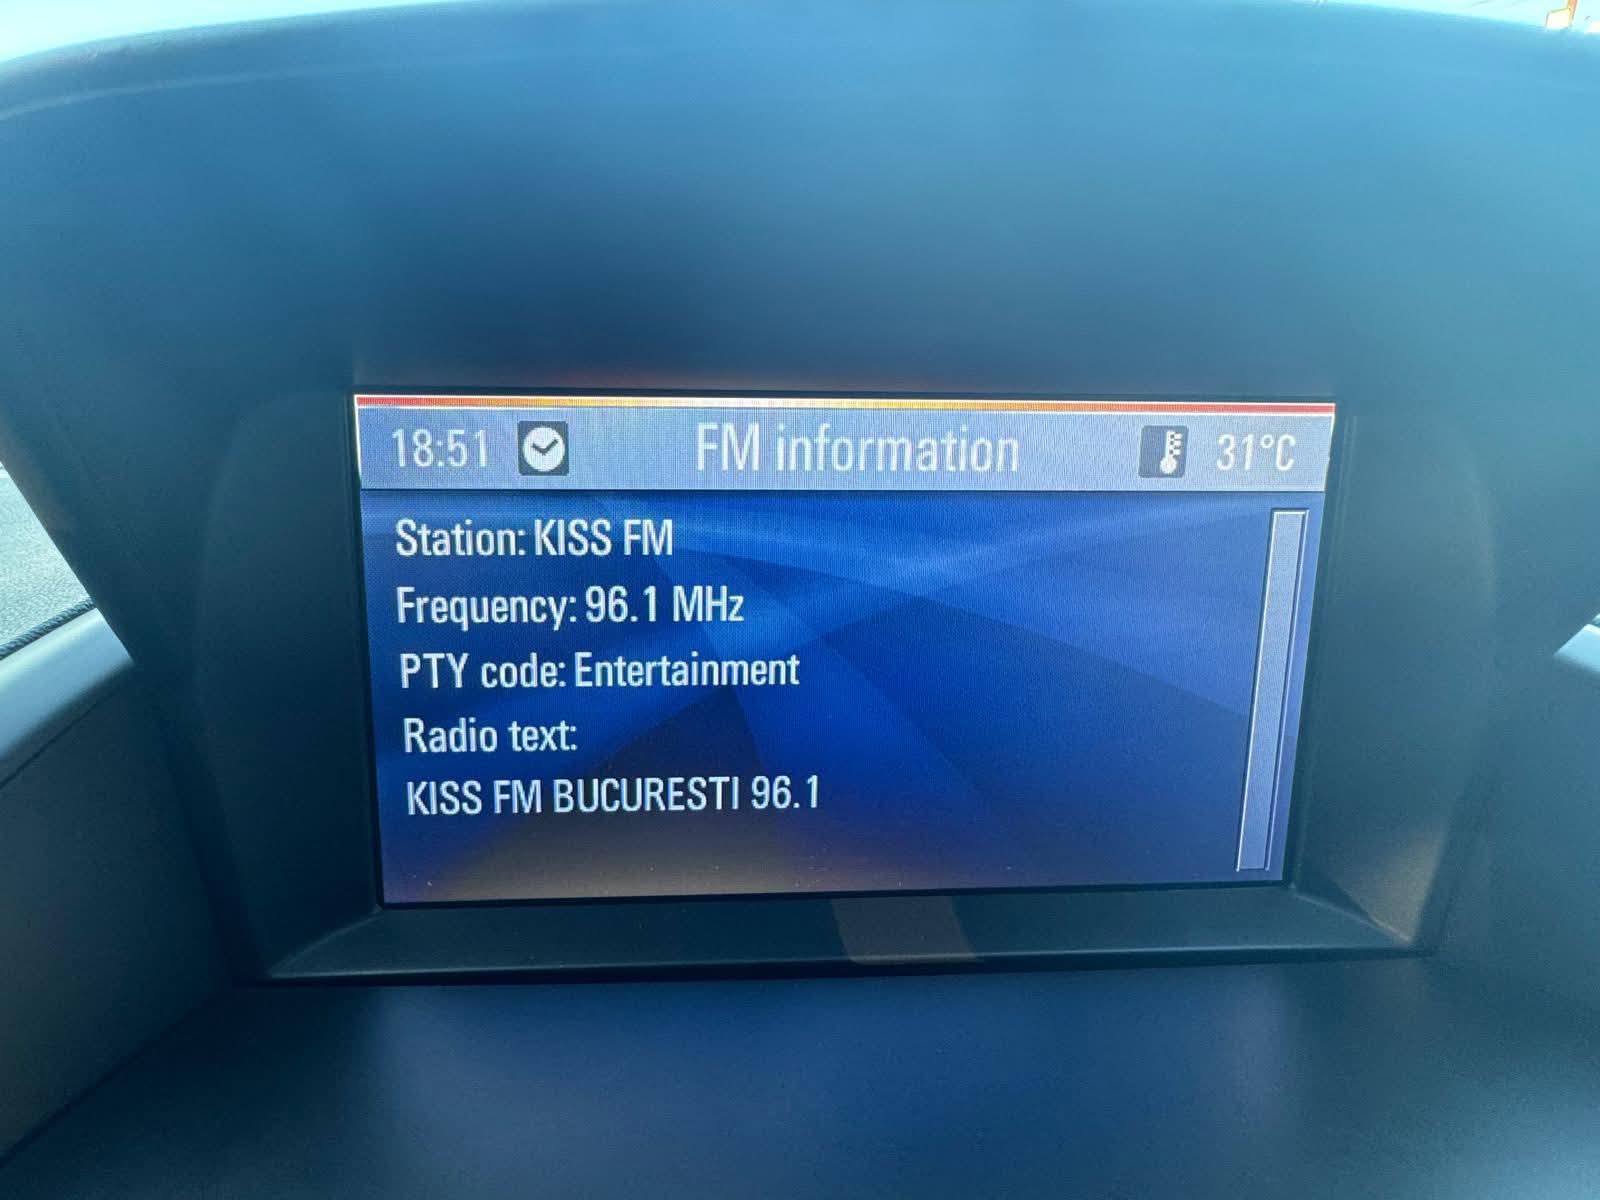 18:51 FM information 31°C
Station: KISS FM
Frequency: 96.1 MHz
PTY code: Entertainment
Radio text:
KISS FM BUCURESTI 96.1